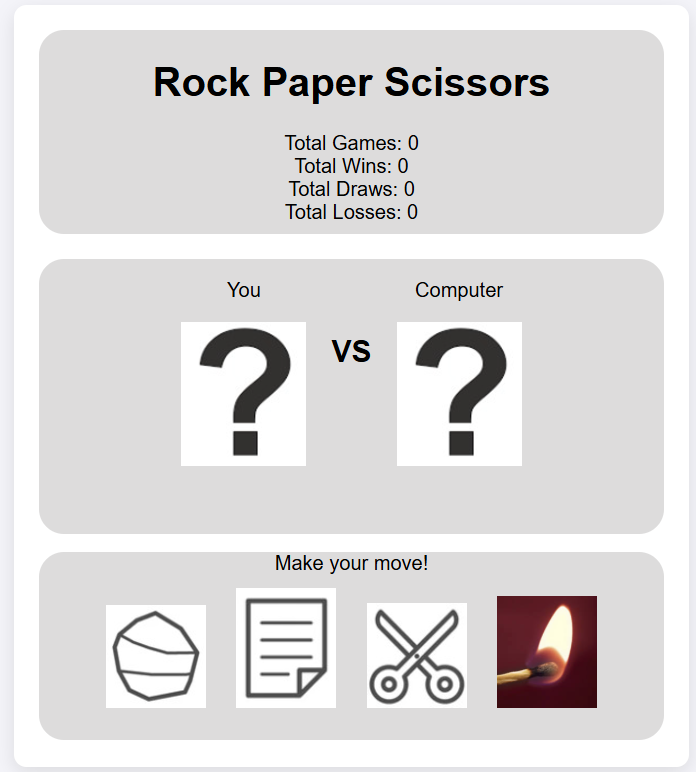 Rock Paper Scissors
Total Games: 0
Total Wins: 0
Total Draws: 0
Total Losses: 0
You
Computer
?
VS
?
Make your move!